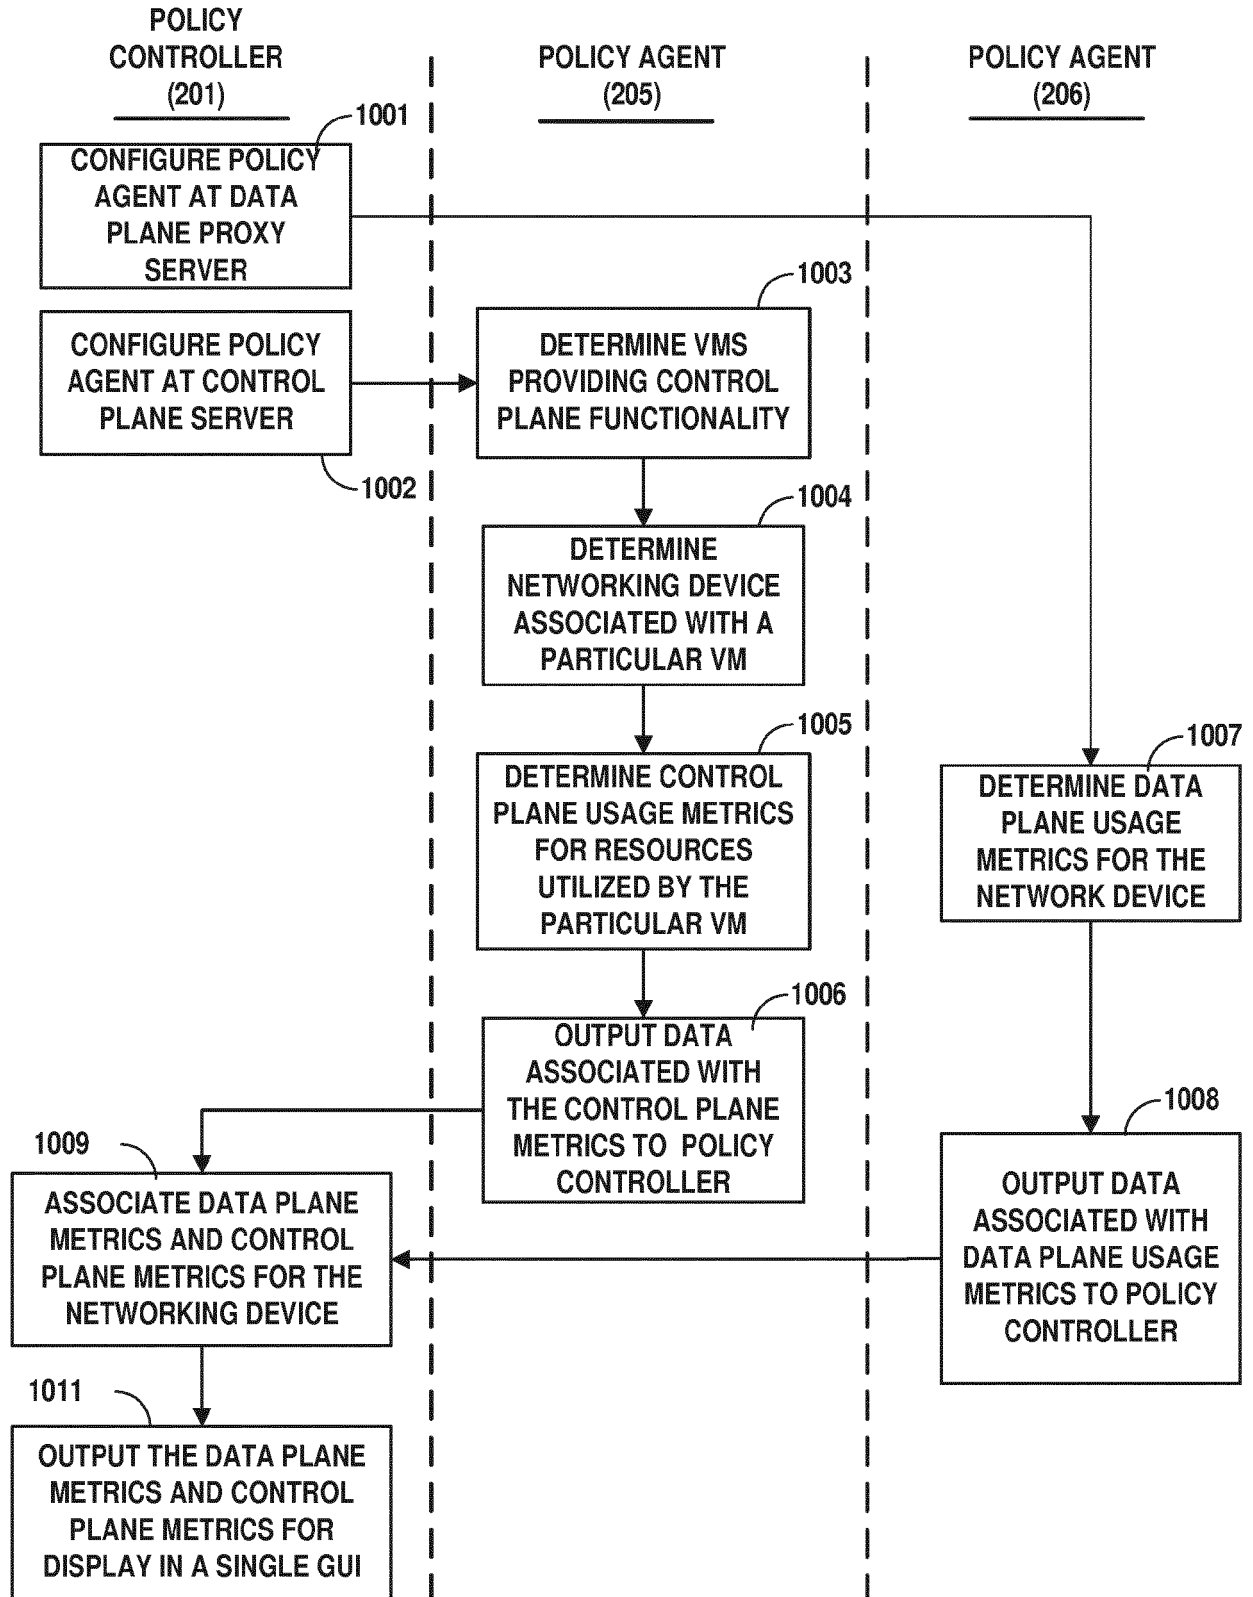 POLICY
CONTROLLER
(201)
POLICY AGENT
(205)
POLICY AGENT
(206)
1001
CONFIGURE POLICY
AGENT AT DATA
PLANE PROXY
SERVER
CONFIGURE POLICY
AGENT AT CONTROL
PLANE SERVER
1002
1003
DETERMINE VMS
PROVIDING CONTROL
PLANE FUNCTIONALITY
1004
DETERMINE
NETWORKING DEVICE
ASSOCIATED WITH A
PARTICULAR VM
1005
DETERMINE CONTROL
PLANE USAGE METRICS
FOR RESOURCES
UTILIZED BY THE
PARTICULAR VM
1006
OUTPUT DATA
ASSOCIATED WITH
THE CONTROL PLANE
METRICS TO POLICY
CONTROLLER
1007
DETERMINE DATA
PLANE USAGE
METRICS FOR THE
NETWORK DEVICE
1008
OUTPUT DATA
ASSOCIATED WITH
DATA PLANE USAGE
METRICS TO POLICY
CONTROLLER
1009
ASSOCIATE DATA PLANE
METRICS AND CONTROL
PLANE METRICS FOR THE
NETWORKING DEVICE
1011
OUTPUT THE DATA PLANE
METRICS AND CONTROL
PLANE METRICS FOR
DISPLAY IN A SINGLE GUI